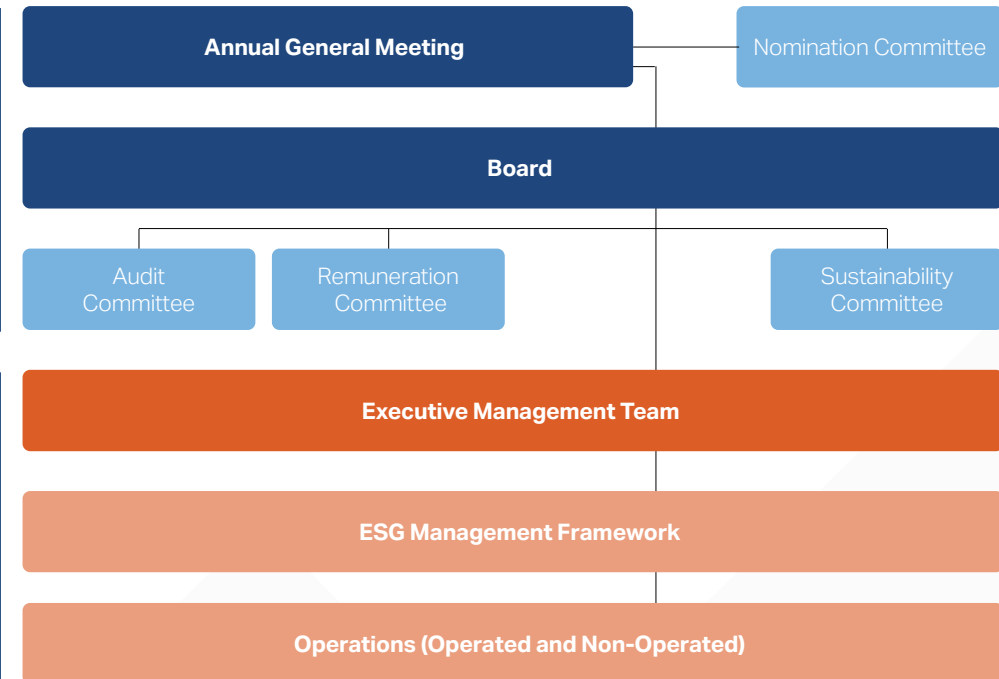 Annual General Meeting
Nomination Committee
Board
Audit
Committee
Remuneration
Committee
Sustainability
Committee
Executive Management Team
ESG Management Framework
Operations (Operated and Non-Operated)